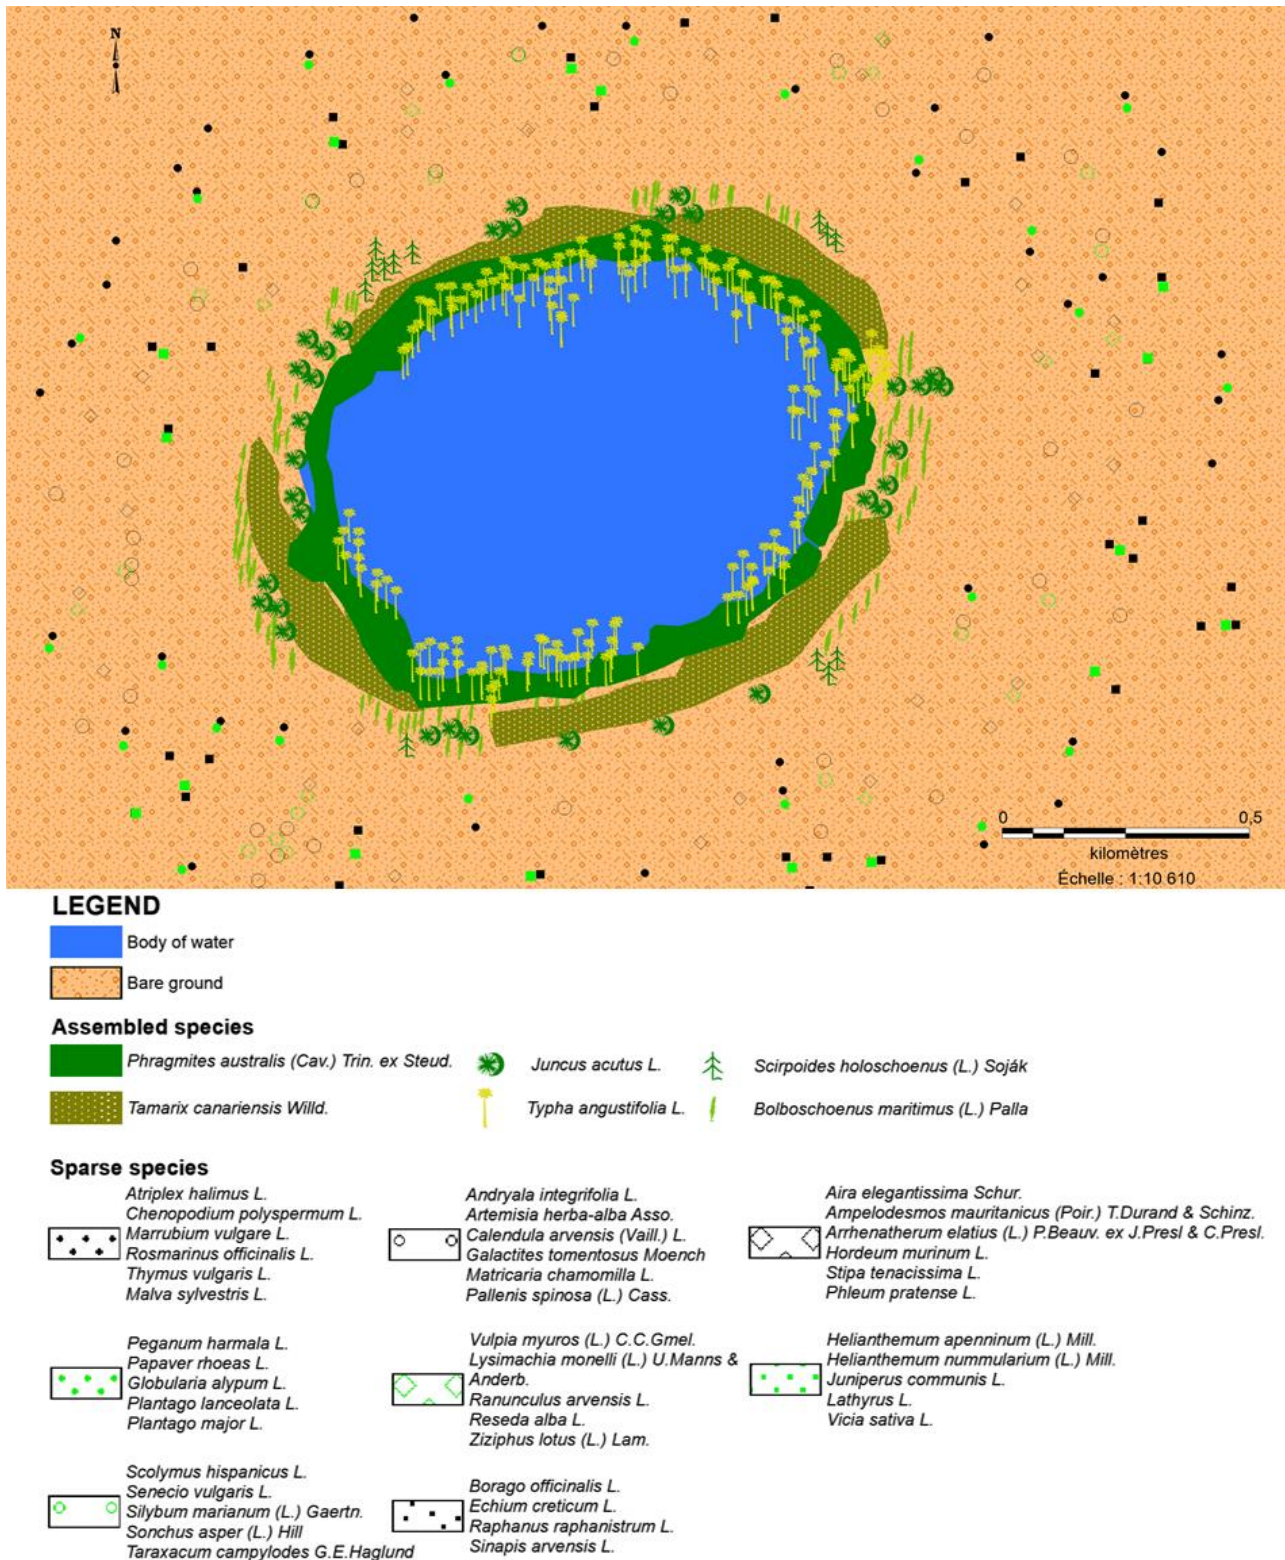 N
0 0,5
kilomètres
Échelle : 1:10 610
LEGEND
Body of water
Bare ground
Assembled species
Phragmites australis (Cav.) Trin. ex Steud.
Juncus acutus L.
Scirpoides holoschoenus (L.) Soják
Tamarix canariensis Willd.
Typha angustifolia L.
Bolboschoenus maritimus (L.) Palla
Sparse species
Atriplex halimus L.
Chenopodium polyspermum L.
Marrubium vulgare L.
Rosmarinus officinalis L.
Thymus vulgaris L.
Malva sylvestris L.
Andryala integrifolia L.
Artemisia herba-alba Asso.
Calendula arvensis (Vaill.) L.
Galactites tomentosus Moench
Matricaria chamomilla L.
Pallenis spinosa (L.) Cass.
Aira elegantissima Schur.
Ampelodesmos mauritanicus (Poir.) T.Durand & Schinz.
Arrhenatherum elatius (L.) P.Beauv. ex J.Presl & C.Presl.
Hordeum murinum L.
Stipa tenacissima L.
Phleum pratense L.
Peganum harmala L.
Papaver rhoeas L.
Globularia alypum L.
Plantago lanceolata L.
Plantago major L.
Vulpia myuros (L.) C.C.Gmel.
Lysimachia monelli (L.) U.Manns &
Anderb.
Ranunculus arvensis L.
Reseda alba L.
Ziziphus lotus (L.) Lam.
Helianthemum apenninum (L.) Mill.
Helianthemum nummularium (L.) Mill.
Juniperus communis L.
Lathyrus L.
Vicia sativa L.
Scolymus hispanicus L.
Senecio vulgaris L.
Silybum marianum (L.) Gaertn.
Sonchus asper (L.) Hill
Taraxacum campylodes G.E.Haglund
Borago officinalis L.
Echium creticum L.
Raphanus raphanistrum L.
Sinapis arvensis L.